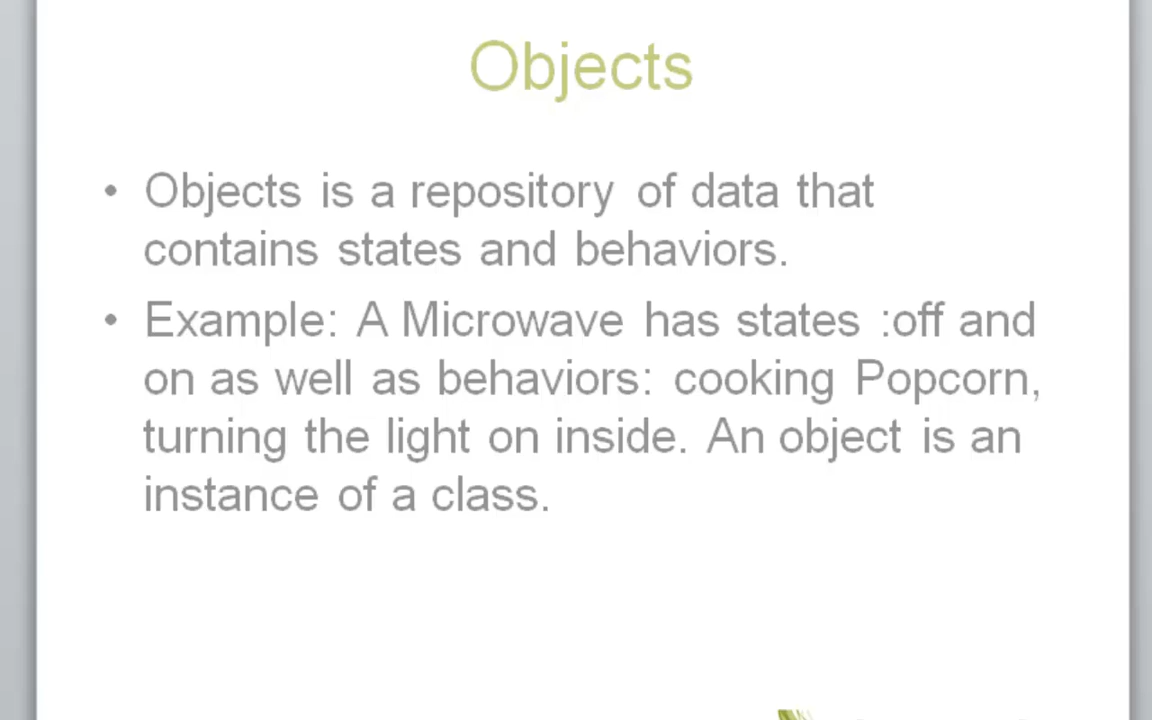 Objects
• Objects is a repository of data that
contains states and behaviors.
• Example: A Microwave has states :off and
on as well as behaviors: cooking Popcorn,
turning the light on inside. An object is an
instance of a class.